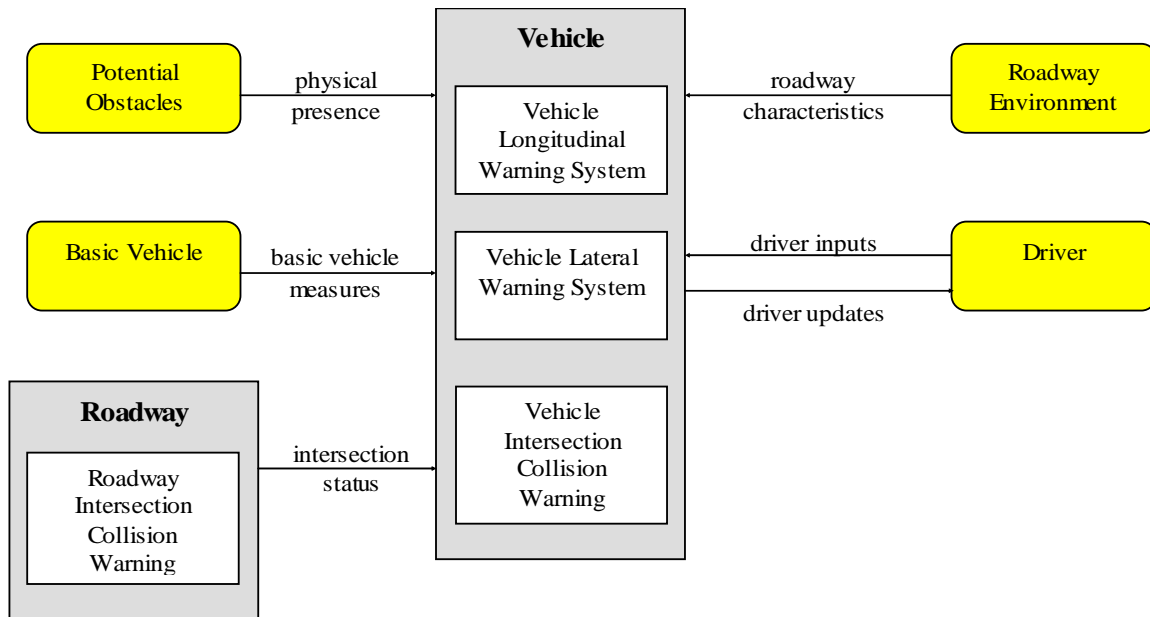 Vehicle
Potential
Obstacles
physical
presence
Vehicle
Longitudinal
Warning System
roadway
characteristics
Roadway
Environment
Basic Vehicle
basic vehicle
measures
Vehicle Lateral
Warning System
driver inputs
driver updates
Driver
Roadway
Roadway
Intersection
Collision
Warning
intersection
status
Vehicle
Intersection
Collision
Warning